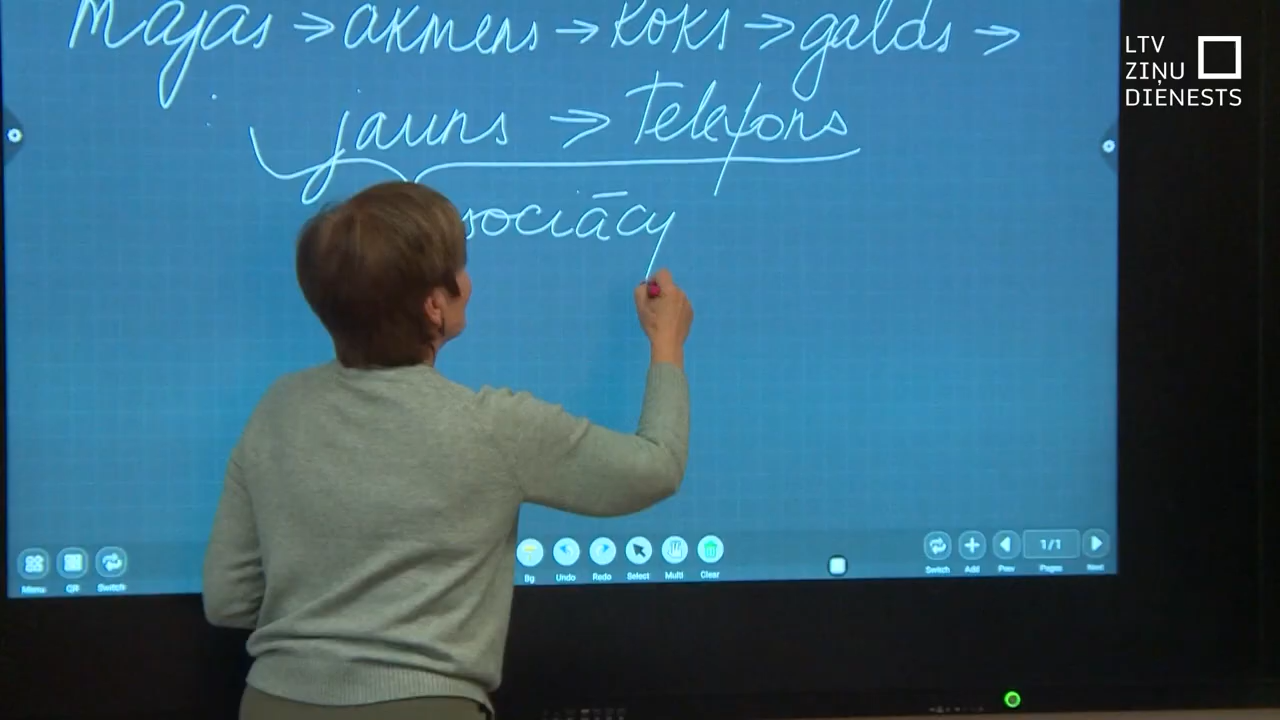 Mājas → akmens → koks → galds →
jauns → Telefons
sociācij
LTV
ZIŅU
DIENESTS
Menu QR Switch Bg Undo Redo Select Multi Clear Switch Add Prev 1/1 Pages Next